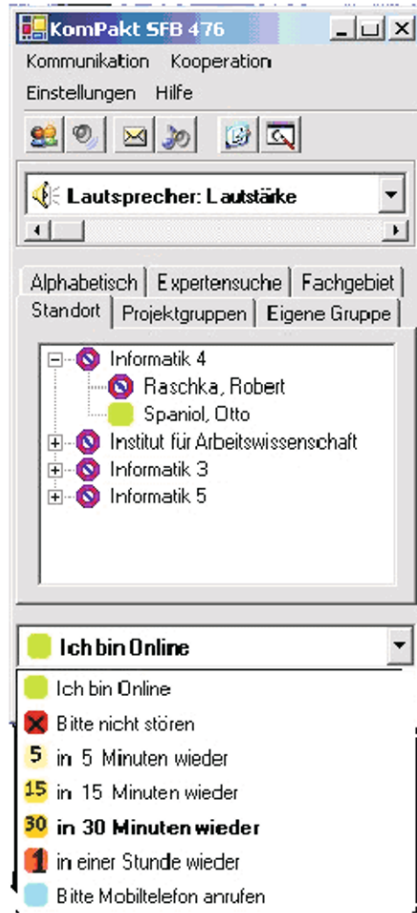 KomPakt SFB 476
Kommunikation Kooperation
Einstellungen Hilfe
Lautsprecher: Lautstärke
Alphabetisch Expertensuche Fachgebiet
Standort Projektgruppen Eigene Gruppe
Informatik 4
Raschka, Robert
Spaniol, Otto
Institut für Arbeitswissenschaft
Informatik 3
Informatik 5
Ich bin Online
Ich bin Online
Bitte nicht stören
5 in 5 Minuten wieder
15 in 15 Minuten wieder
30 in 30 Minuten wieder
1 in einer Stunde wieder
Bitte Mobiltelefon anrufen